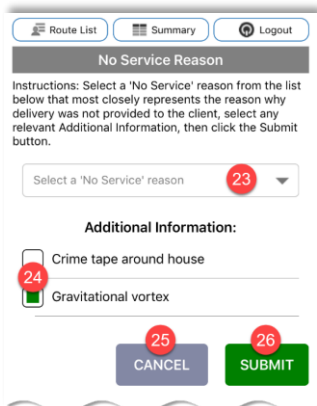 Route List Summary Logout
No Service Reason
Instructions: Select a 'No Service' reason from the list
below that most closely represents the reason why
delivery was not provided to the client, select any
relevant Additional Information, then click the Submit
button.
Select a 'No Service' reason 23
Additional Information:
Crime tape around house
24
Gravitational vortex
25 26
CANCEL SUBMIT